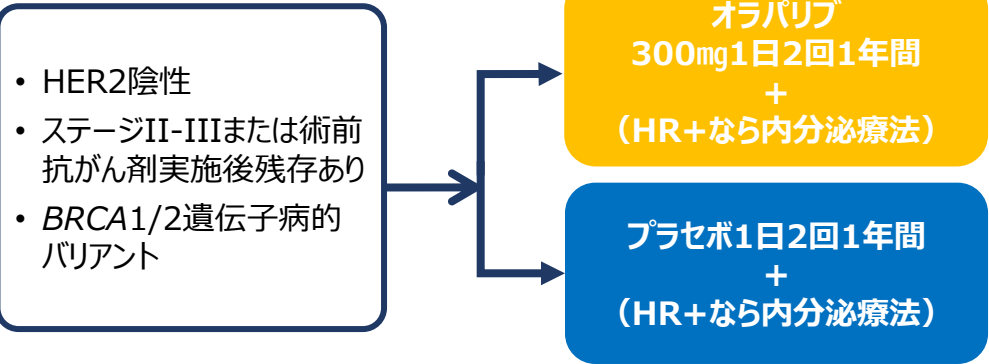 • HER2陰性
• ステージII-IIIまたは術前
抗がん剤実施後残存あり
• BRCA1/2遺伝子病的
バリアント
オラパリブ
300㎎1日2回1年間
+
（HR+なら内分泌療法）
プラセボ1日2回1年間
+
（HR+なら内分泌療法）